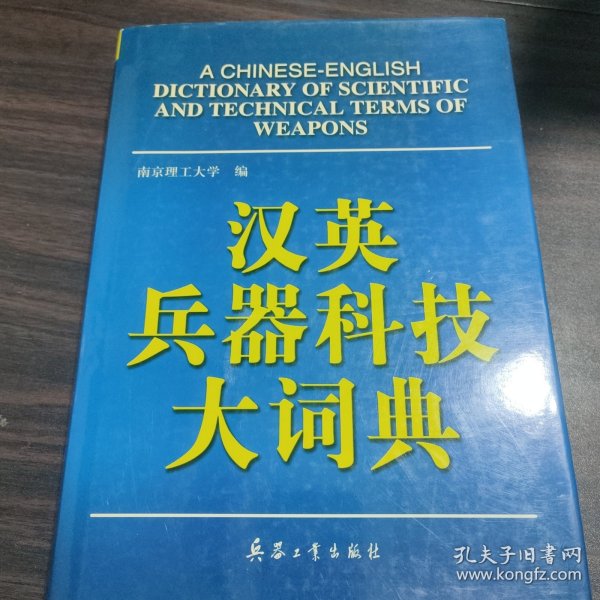 A CHINESE-ENGLISH
DICTIONARY OF SCIENTIFIC
AND TECHNICAL TERMS OF
WEAPONS
南京理工大学 编
汉英
兵器科技
大词典
兵器工业出版社
孔夫子旧书网
www.kongfz.com